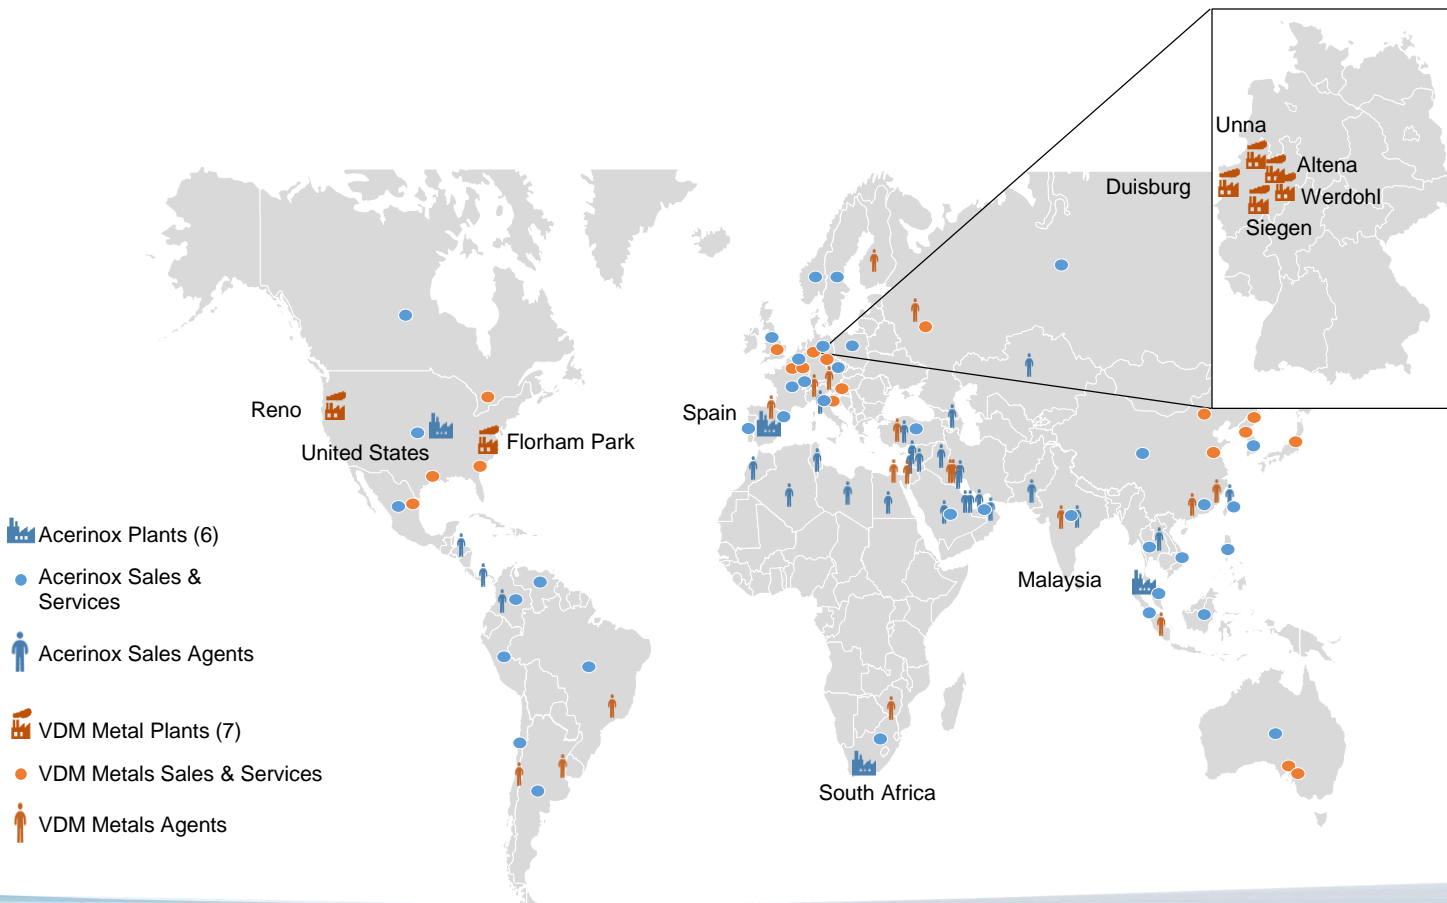 Unna
Altena
Duisburg
Werdohl
Siegen
Reno
United States
Florham Park
Spain
Malaysia
South Africa
Acerinox Plants (6)
Acerinox Sales &
Services
Acerinox Sales Agents
VDM Metal Plants (7)
VDM Metals Sales & Services
VDM Metals Agents